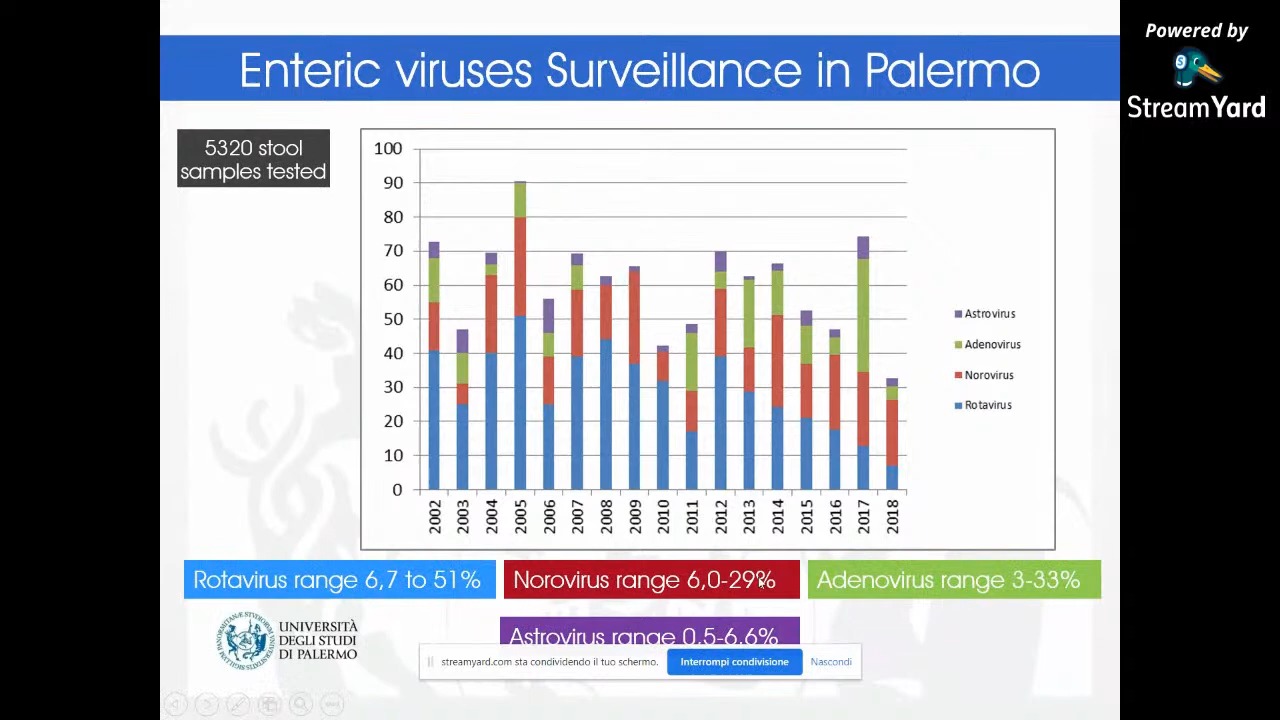 Powered by
StreamYard
Enteric viruses Surveillance in Palermo
5320 stool
samples tested
100
90
80
70
60
50
40
30
20
10
0
2002
2003
2004
2005
2006
2007
2008
2009
2010
2011
2012
2013
2014
2015
2016
2017
2018
Astrovirus
Adenovirus
Norovirus
Rotavirus
Rotavirus range 6,7 to 51%
Norovirus range 6,0-29%
Adenovirus range 3-33%
Astrovirus range 0,5-6,6%
UNIVERSITÀ
DEGLI STUDI
DI PALERMO
streamyard.com sta condividendo il tuo schermo.
Interrompi condivisione
Nascondi